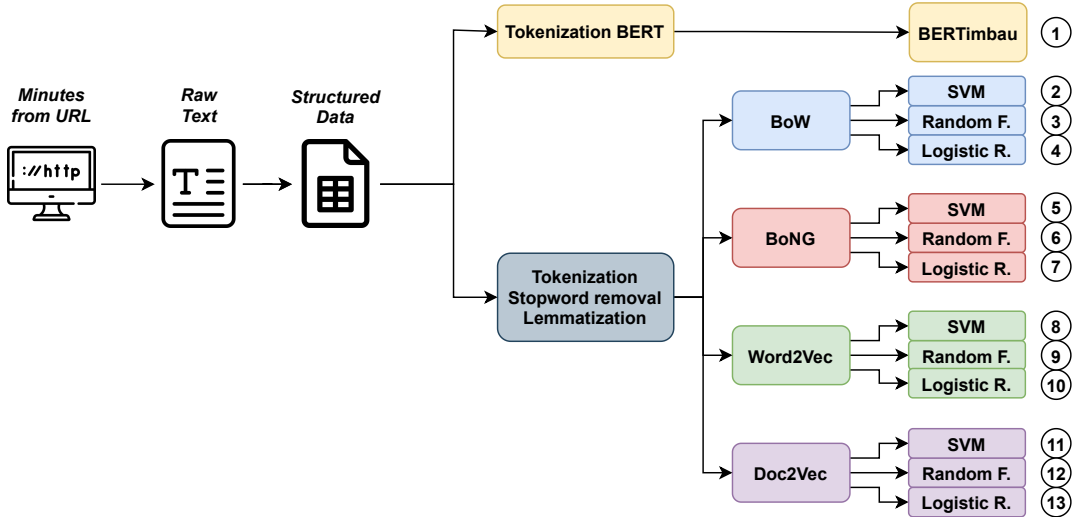 Minutes
from URL
://http
Raw
Text
T
Structured
Data
Tokenization BERT
BERTimbau
1
Tokenization
Stopword removal
Lemmatization
BoW
SVM
2
Random F.
3
Logistic R.
4
BoNG
SVM
5
Random F.
6
Logistic R.
7
Word2Vec
SVM
8
Random F.
9
Logistic R.
10
Doc2Vec
SVM
11
Random F.
12
Logistic R.
13